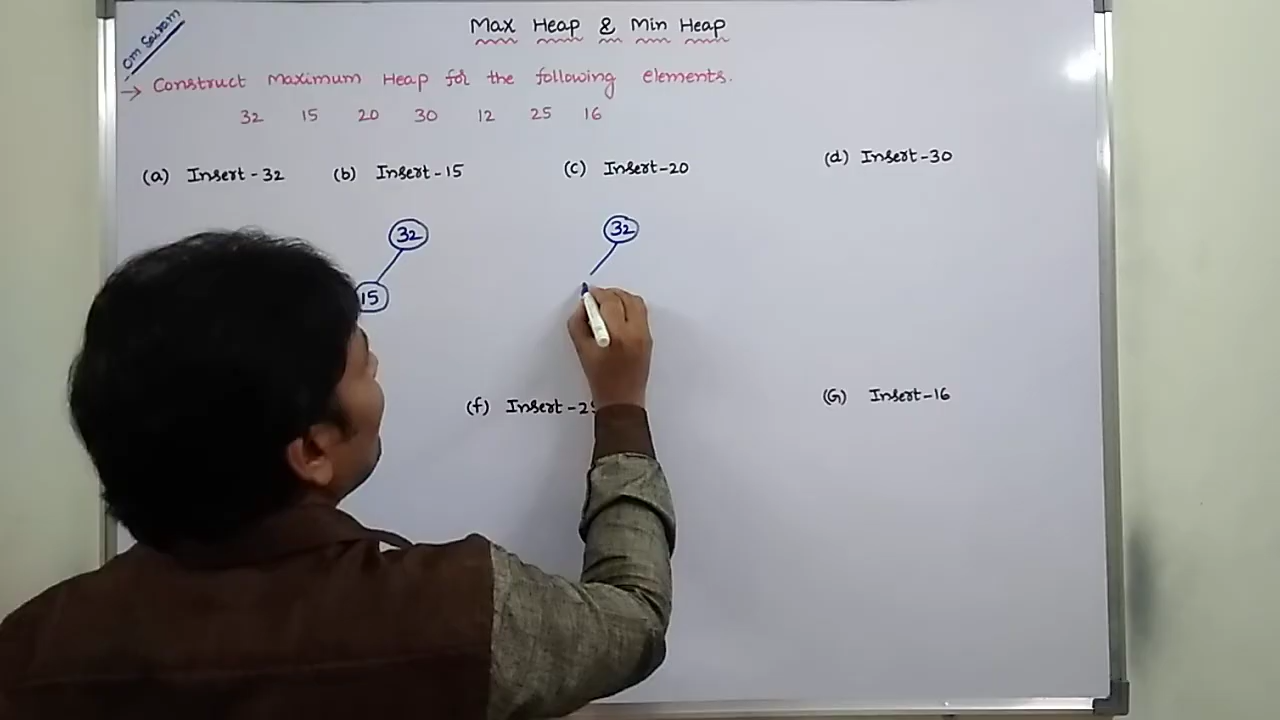 Om Sairam
Max Heap & Min Heap
→ Construct Maximum Heap for the following elements.
32 15 20 30 12 25 16
(a) Insert-32 (b) Insert-15 (c) Insert-20 (d) Insert-30
32
15
32
(f) Insert-25
(G) Insert-16